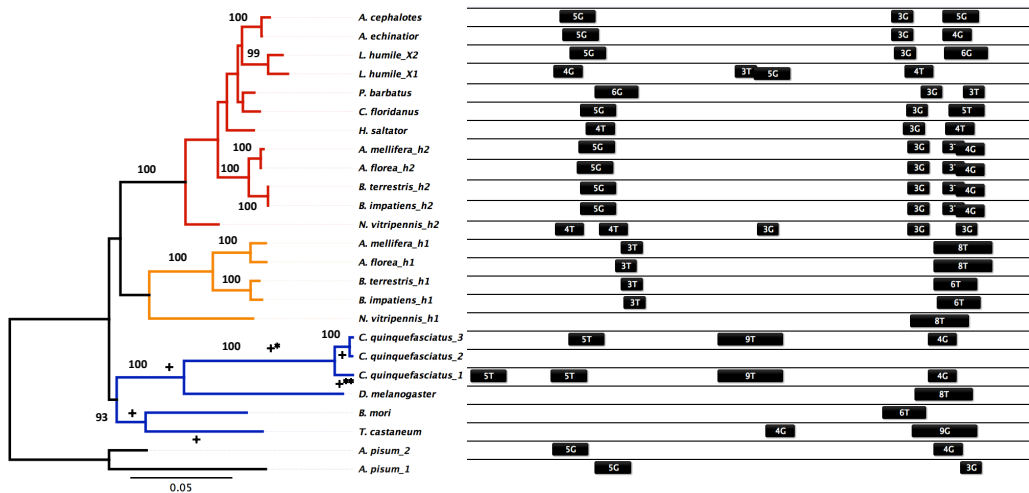 100 A. cephalotes 5G 3G 5G
A. echinatior 5G 3G 4G
99 L. humile_X2 5G 3G 6G
L. humile_X1 4G 3T 5G 4T
P. barbatus 6G 3G 3T
C. floridanus 5G 3G 5T
H. saltator 4T 3G 4T
100 A. mellifera_h2 5G 3G 3T 4G
100 100 A. florea_h2 5G 3G 3T 4G
B. terrestris_h2 5G 3G 3T 4G
100 B. impatiens_h2 5G 3G 3T 4G
N. vitripennis_h2 4T 4T 3G 3G 3G
100 A. mellifera_h1 3T 8T
100 A. florea_h1 3T 8T
100 B. terrestris_h1 3T 6T
B. impatiens_h1 3T 6T
N. vitripennis_h1 8T
100 +* 100 C. quinquefasciatus_3 5T 9T 4G
100 + + C. quinquefasciatus_2
+** C. quinquefasciatus_1 5T 5T 9T 4G
D. melanogaster 8T
93 + B. mori 6T
+ T. castaneum 4G 9G
A. pisum_2 5G 4G
A. pisum_1 5G 3G
0.05